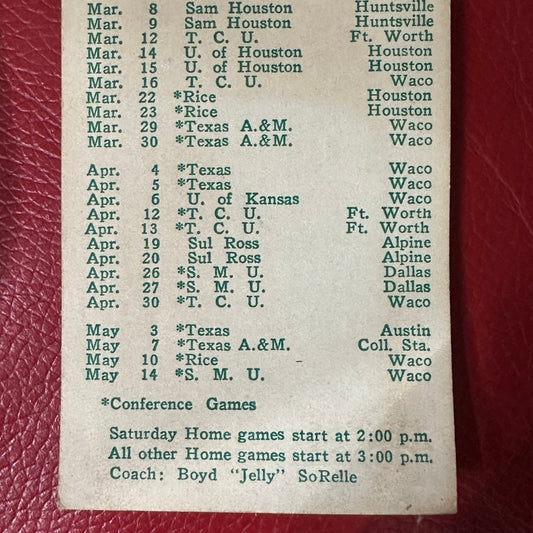 Mar. 8 Sam Houston Huntsville
Mar. 9 Sam Houston Huntsville
Mar. 12 T. C. U. Ft. Worth
Mar. 14 U. of Houston Houston
Mar. 15 U. of Houston Houston
Mar. 16 T. C. U. Waco
Mar. 22 *Rice Houston
Mar. 23 *Rice Houston
Mar. 29 *Texas A.&M. Waco
Mar. 30 *Texas A.&M. Waco
Apr. 4 *Texas Waco
Apr. 5 *Texas Waco
Apr. 6 U. of Kansas Waco
Apr. 12 *T. C. U. Ft. Worth
Apr. 13 *T. C. U. Ft. Worth
Apr. 19 Sul Ross Alpine
Apr. 20 Sul Ross Alpine
Apr. 26 *S. M. U. Dallas
Apr. 27 *S. M. U. Dallas
Apr. 30 *T. C. U. Waco
May 3 *Texas Austin
May 7 *Texas A.&M. Coll. Sta.
May 10 *Rice Waco
May 14 *S. M. U. Waco
*Conference Games
Saturday Home games start at 2:00 p.m.
All other Home games start at 3:00 p.m.
Coach: Boyd "Jelly" SoRelle